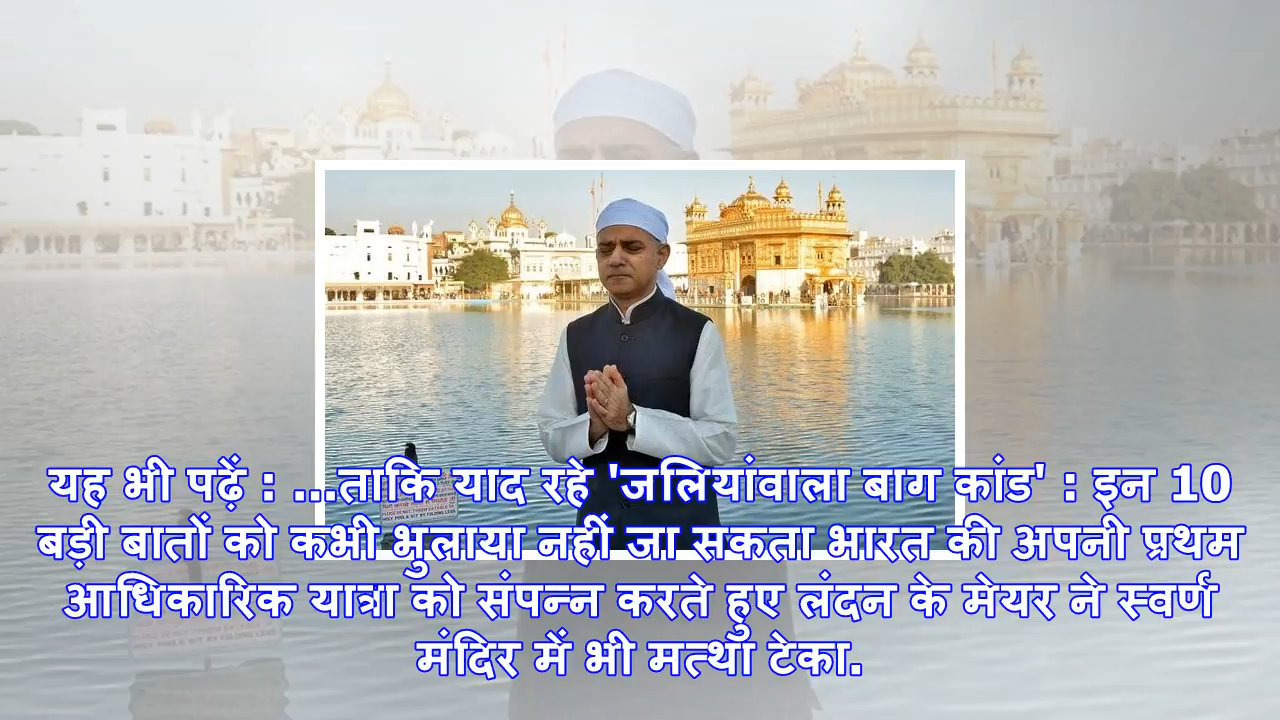 यह भी पढ़ें : ...ताकि याद रहे 'जलियांवाला बाग कांड' : इन 10
बड़ी बातों को कभी भुलाया नहीं जा सकता भारत की अपनी प्रथम
आधिकारिक यात्रा को संपन्न करते हुए लंदन के मेयर ने स्वर्ण
मंदिर में भी मत्था टेका.